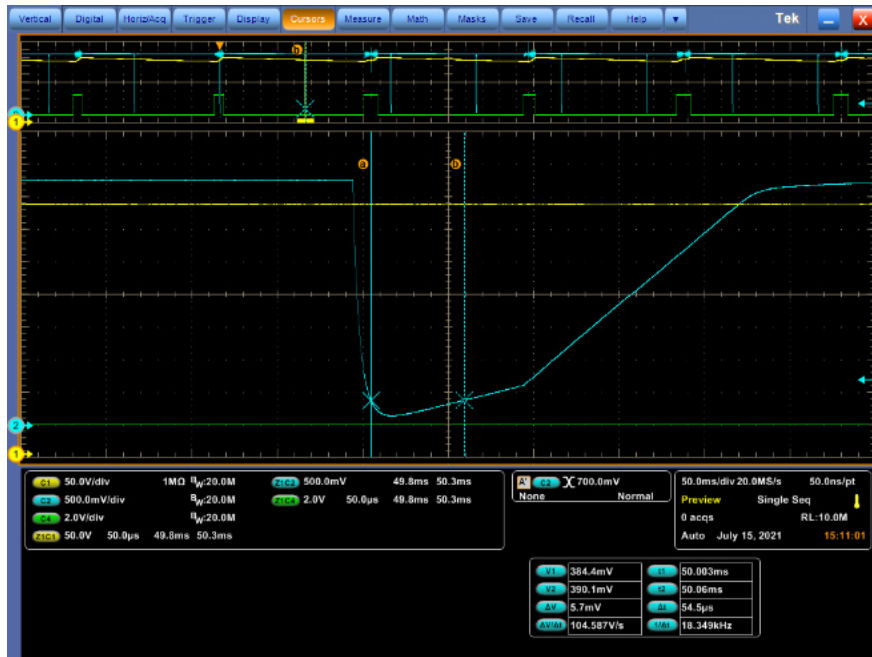 Vertical Digital Horiz/Acq Trigger Display Cursors Measure Math Masks Save Recall Help Tek X
b
1
a b
2
1
C1 50.0V/div 1MΩ BW:20.0M
C2 500.0mV/div BW:20.0M
C4 2.0V/div BW:20.0M
Z1C1 50.0V 50.0µs 49.8ms 50.3ms
Z1C2 500.0mV 49.8ms 50.3ms
Z1C4 2.0V 50.0µs 49.8ms 50.3ms
A' C2 700.0mV
None Normal
50.0ms/div 20.0MS/s 50.0ns/pt
Preview Single Seq
0 acqs RL:10.0M
Auto July 15, 2021 15:11:01
V1 384.4mV t1 50.003ms
V2 390.1mV t2 50.06ms
ΔV 5.7mV Δt 54.5µs
ΔV/Δt 104.587V/s 1/Δt 18.349kHz